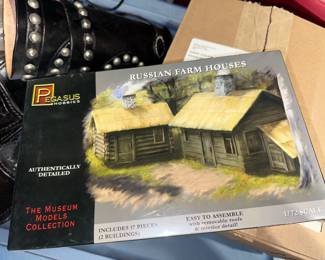 RUSSIAN FARM HOUSES
PEGASUS
HOBBIES
AUTHENTICALLY
DETAILED
THE MUSEUM
MODELS
COLLECTION
INCLUDES 37 PIECES
(2 BUILDINGS)
EASY TO ASSEMBLE
with removable roofs
& interior detail!
1/72 SCALE